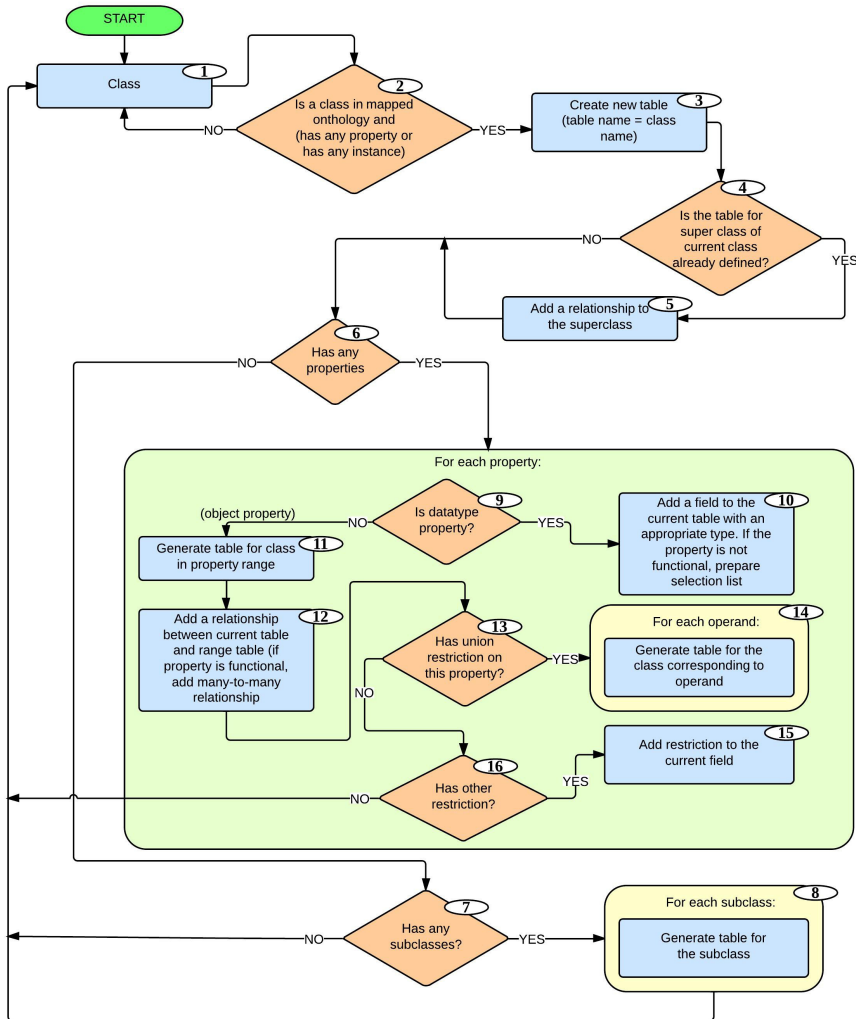 START
1
Class
2
Is a class in mapped
onthology and
(has any property or
has any instance)
NO
YES
3
Create new table
(table name = class
name)
4
Is the table for
super class of
current class
already defined?
NO
YES
5
Add a relationship to
the superclass
6
Has any
properties
NO
YES
For each property:
9
Is datatype
property?
(object property)
NO
YES
10
Add a field to the
current table with an
appropriate type. If the
property is not
functional, prepare
selection list
11
Generate table for class
in property range
12
Add a relationship
between current table
and range table (if
property is functional,
add many-to-many
relationship
13
Has union
restriction on
this property?
YES
NO
14
For each operand:
Generate table for the
class corresponding to
operand
15
Add restriction to the
current field
16
Has other
restriction?
YES
NO
7
Has any
subclasses?
NO
YES
8
For each subclass:
Generate table for
the subclass